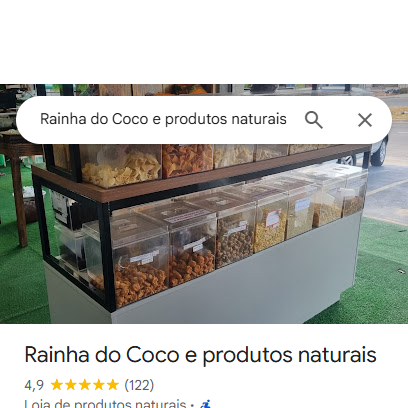 Rainha do Coco e produtos naturais
Rainha do Coco e produtos naturais
4,9 (122)
Loja de produtos naturais ·